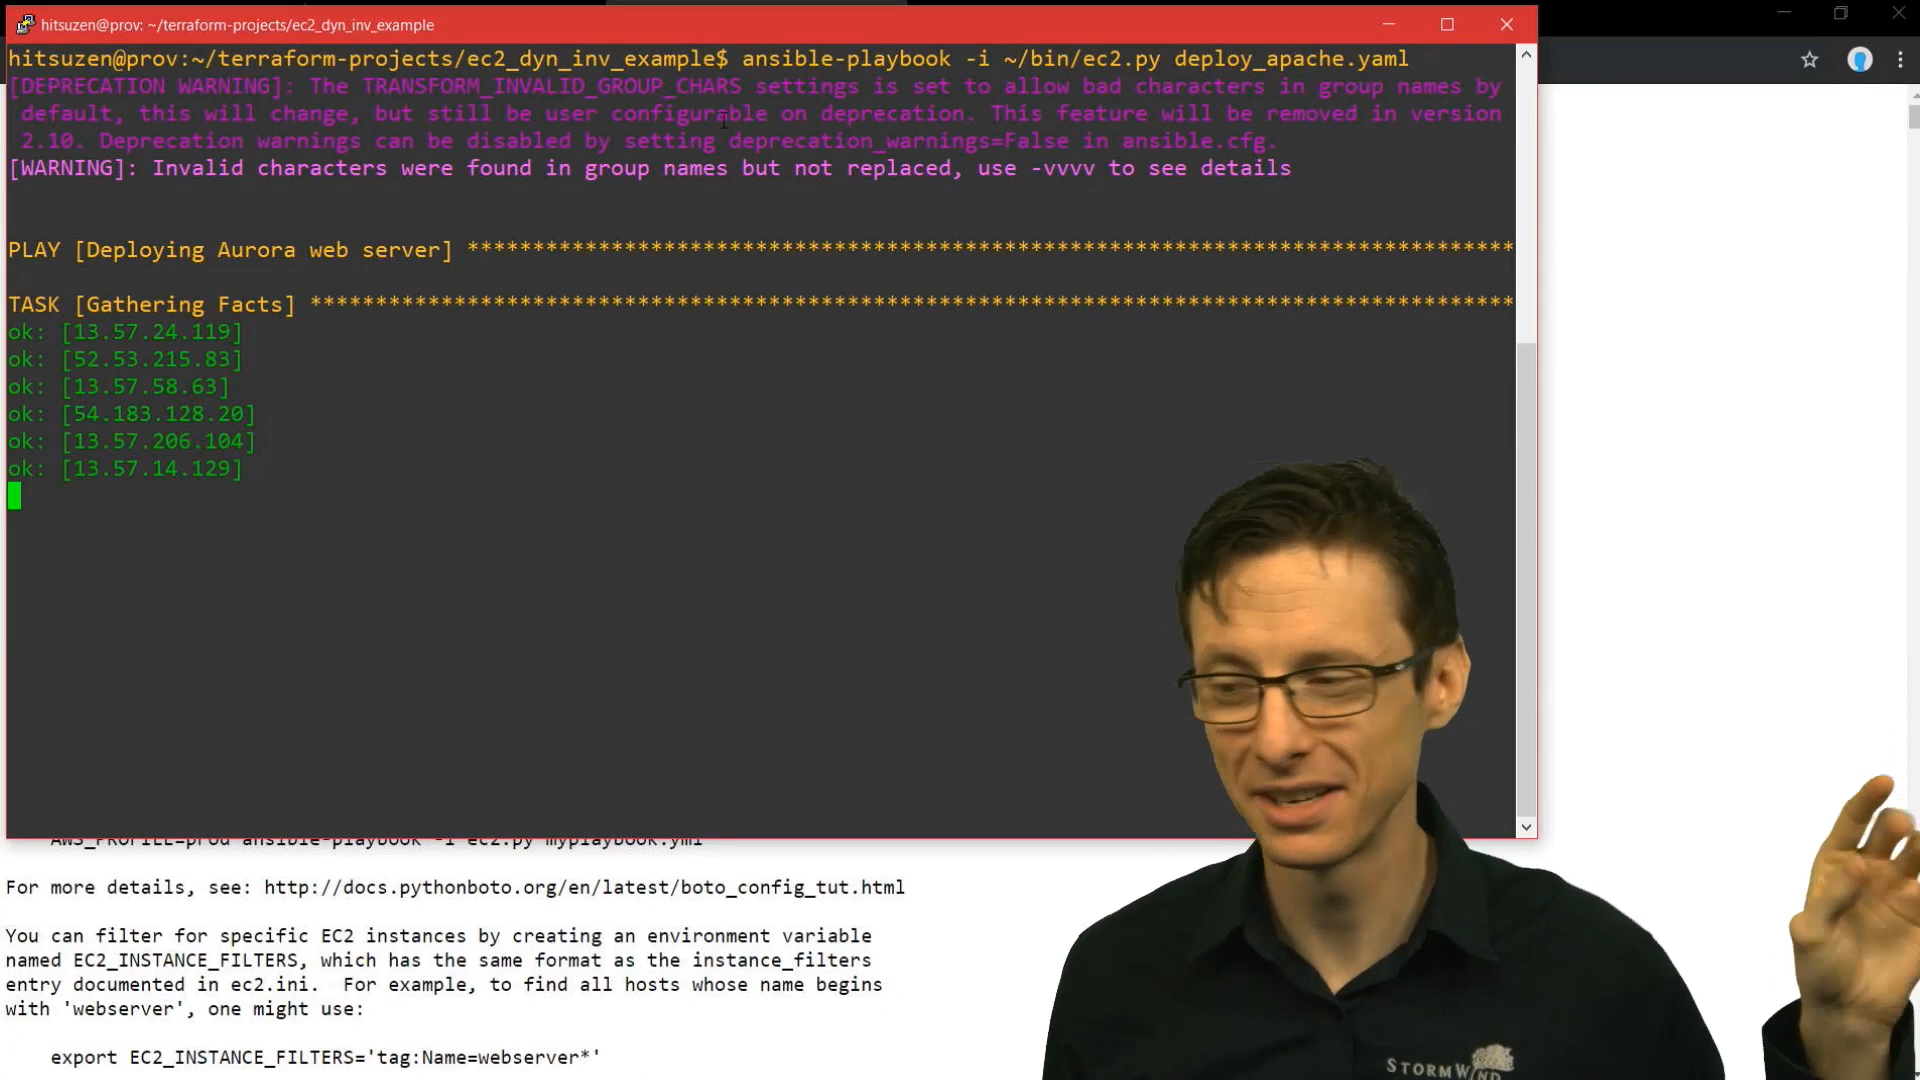 hitsuzen@prov: ~/terraform-projects/ec2_dyn_inv_example
hitsuzen@prov:~/terraform-projects/ec2_dyn_inv_example$ ansible-playbook -i ~/bin/ec2.py deploy_apache.yaml
[DEPRECATION WARNING]: The TRANSFORM_INVALID_GROUP_CHARS settings is set to allow bad characters in group names by
default, this will change, but still be user configurable on deprecation. This feature will be removed in version
2.10. Deprecation warnings can be disabled by setting deprecation_warnings=False in ansible.cfg.
[WARNING]: Invalid characters were found in group names but not replaced, use -vvvv to see details
PLAY [Deploying Aurora web server] ********************************************************************************
TASK [Gathering Facts] ********************************************************************************************
ok: [13.57.24.119]
ok: [52.53.215.83]
ok: [13.57.58.63]
ok: [54.183.128.20]
ok: [13.57.206.104]
ok: [13.57.14.129]
AWS_PROFILE=prod ansible-playbook -i ec2.py myplaybook.yml
For more details, see: http://docs.pythonboto.org/en/latest/boto_config_tut.html
You can filter for specific EC2 instances by creating an environment variable
named EC2_INSTANCE_FILTERS, which has the same format as the instance_filters
entry documented in ec2.ini.  For example, to find all hosts whose name begins
with 'webserver', one might use:
export EC2_INSTANCE_FILTERS='tag:Name=webserver*'
STORMWIND